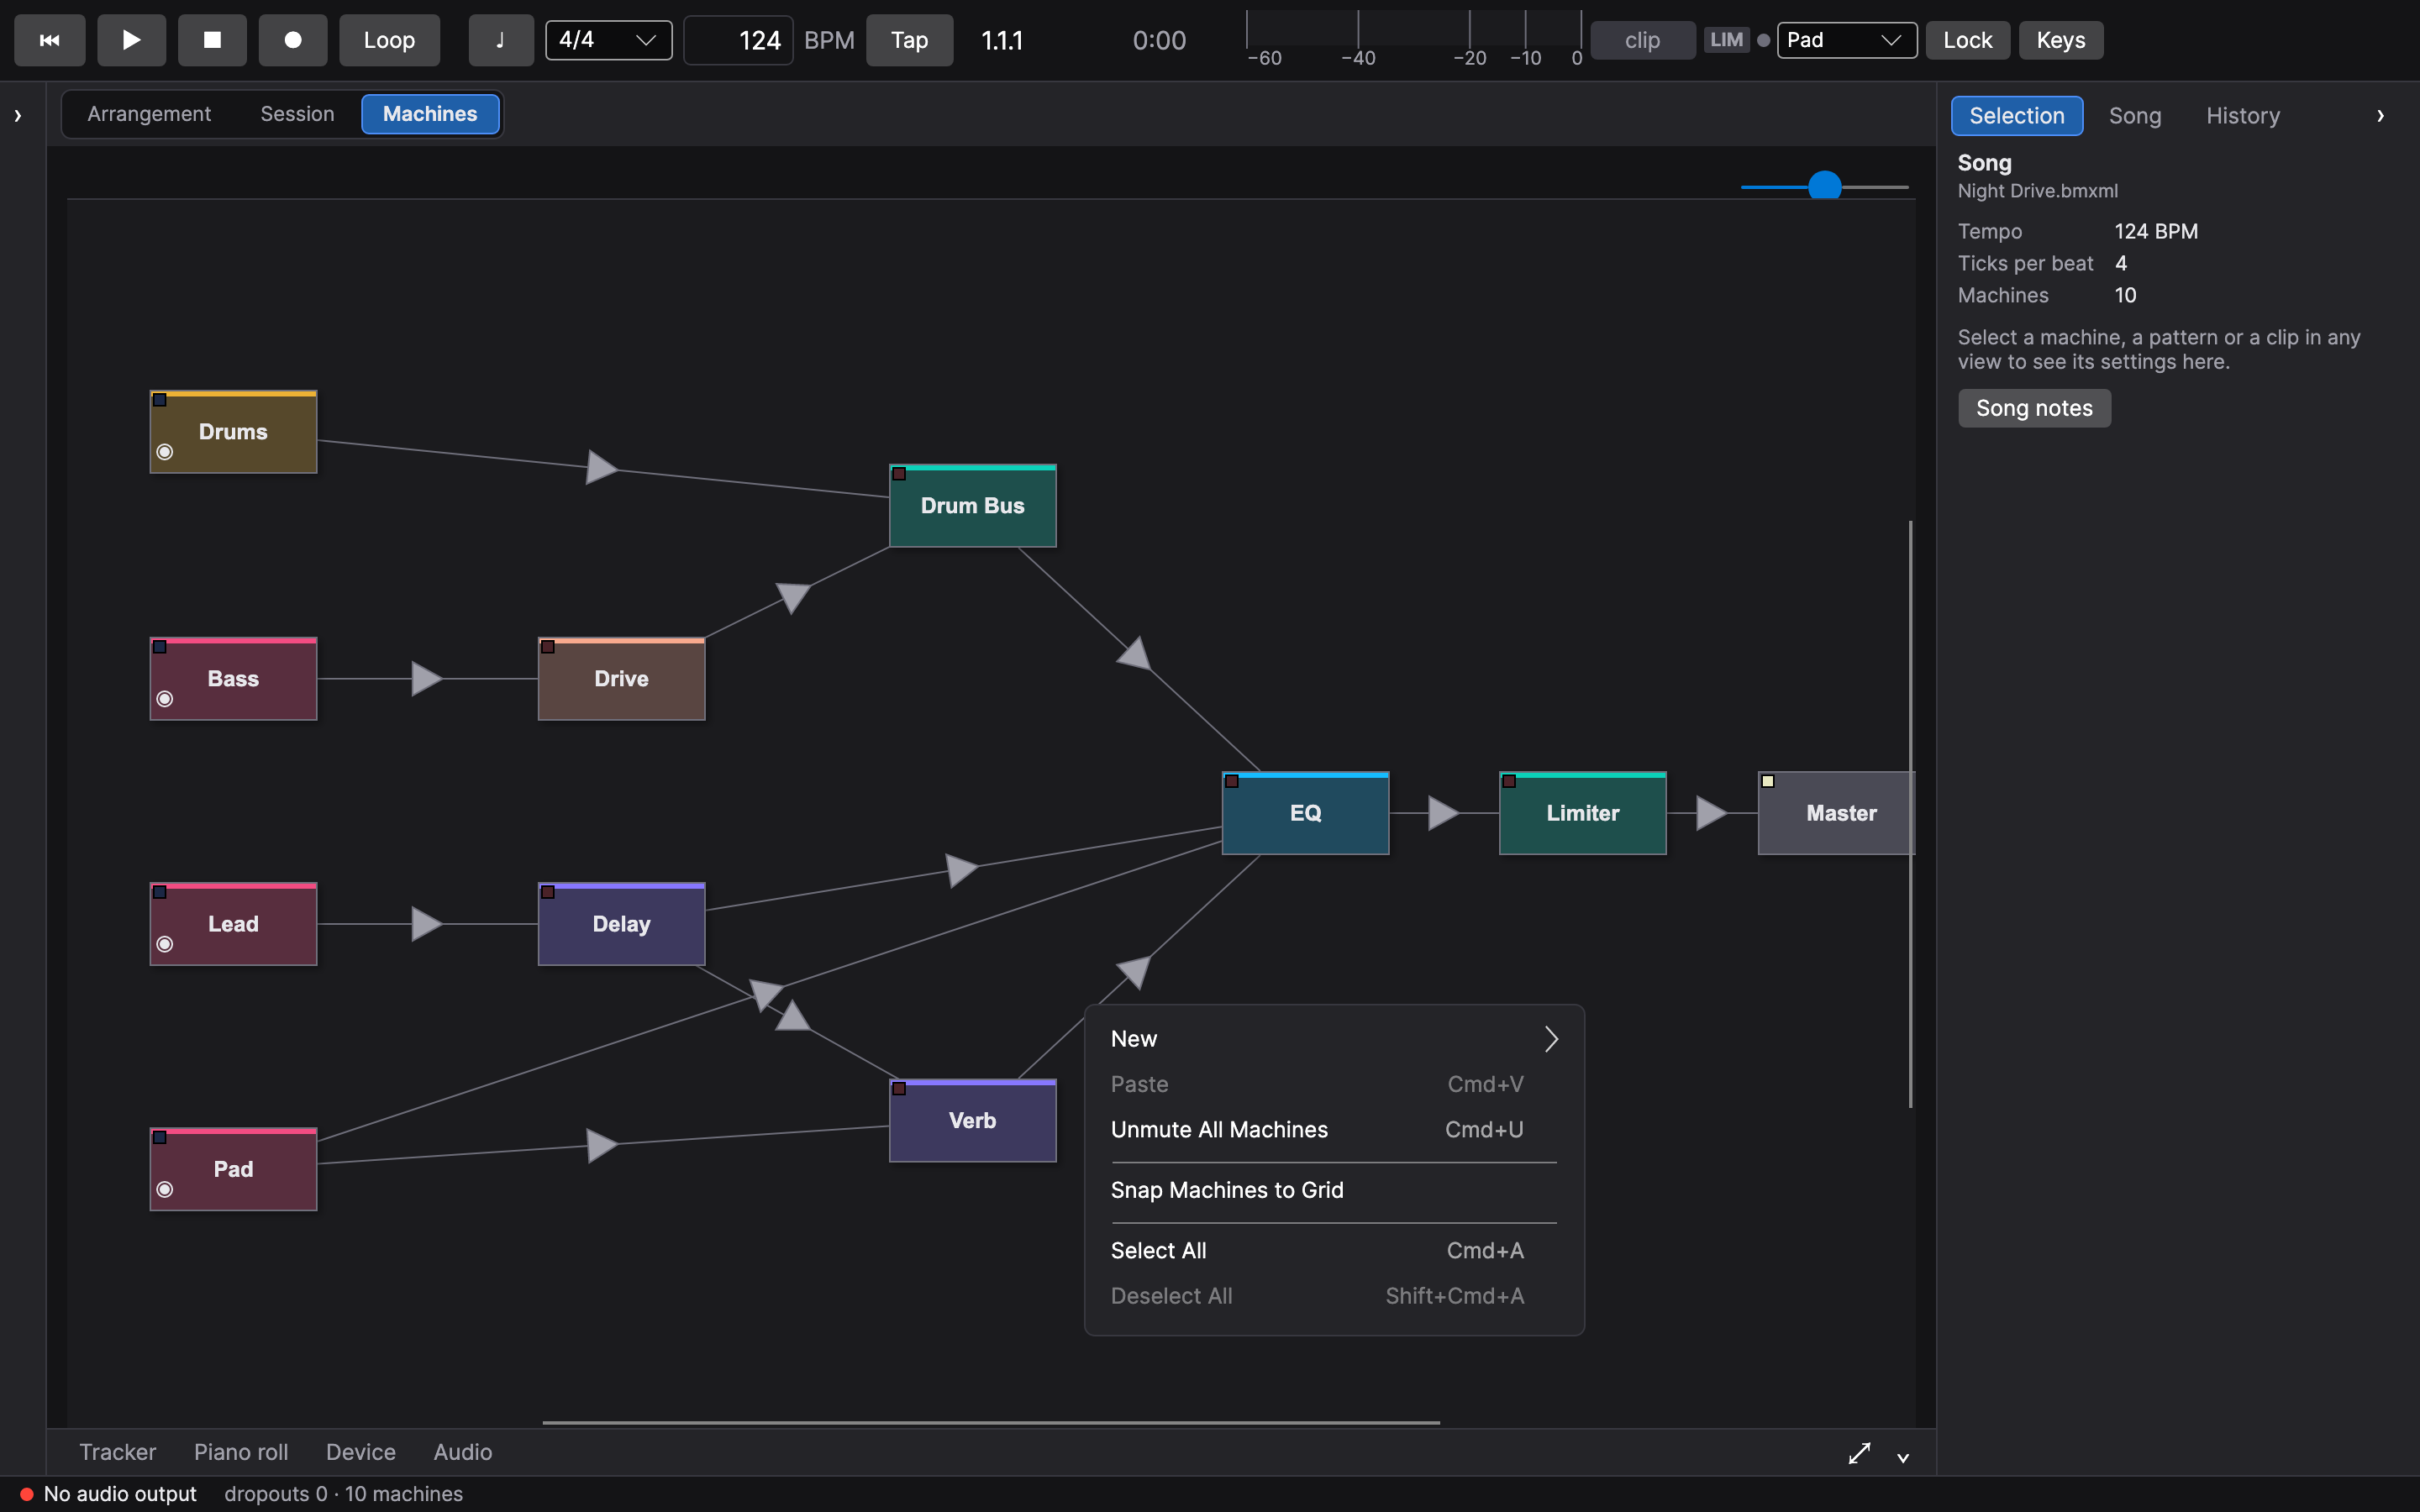 Loop
4/4
124 BPM
Tap
1.1.1
0:00
−60 −40 −20 −10 0
clip
LIM
Pad
Lock
Keys
Arrangement
Session
Machines
Selection
Song
History
Song
Night Drive.bmxml
Tempo 124 BPM
Ticks per beat 4
Machines 10
Select a machine, a pattern or a clip in any
view to see its settings here.
Song notes
Drums
Drum Bus
Bass
Drive
EQ
Limiter
Master
Lead
Delay
Pad
Verb
New
Paste Cmd+V
Unmute All Machines Cmd+U
Snap Machines to Grid
Select All Cmd+A
Deselect All Shift+Cmd+A
Tracker
Piano roll
Device
Audio
No audio output
dropouts 0 · 10 machines